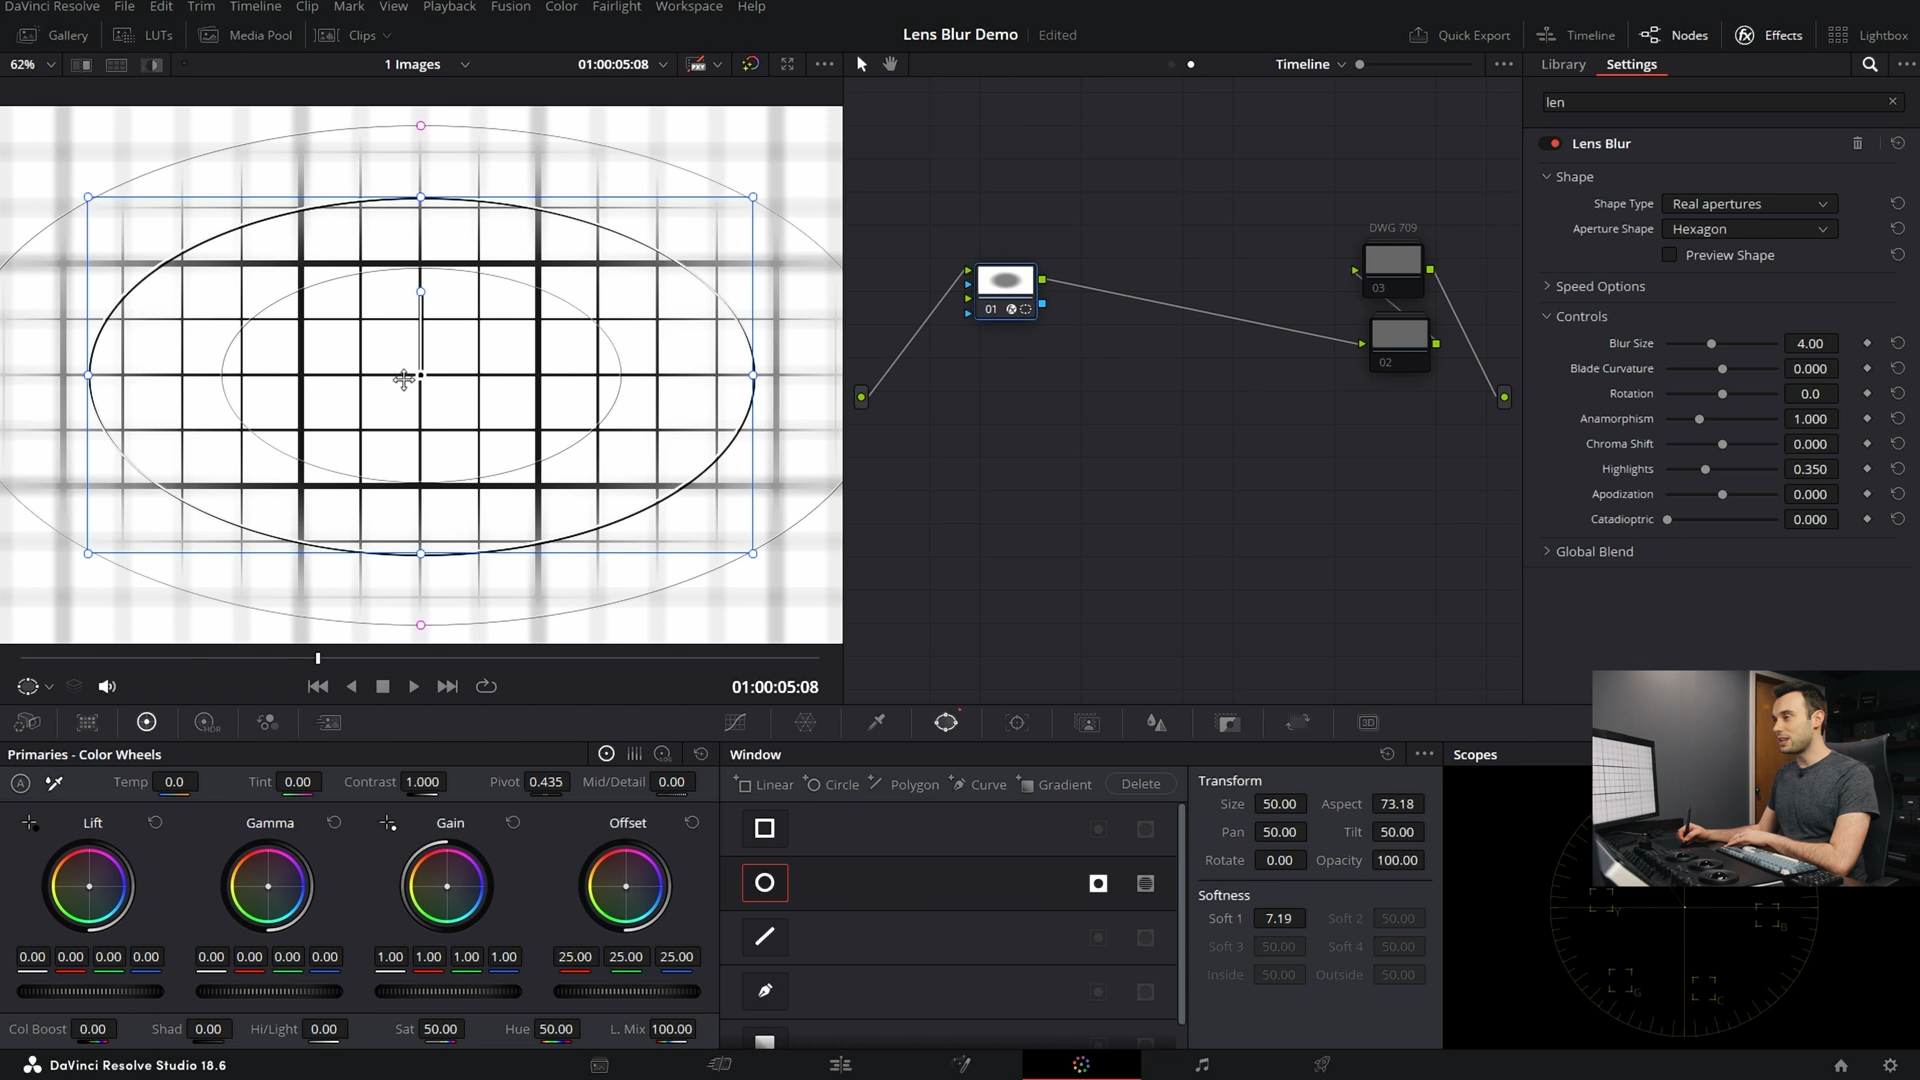 DaVinci Resolve File Edit Trim Timeline Clip Mark View Playback Fusion Color Fairlight Workspace Help
Gallery LUTs Media Pool Clips Lens Blur Demo Edited Quick Export Timeline Nodes Effects Lightbox
62% 1 Images 01:00:05:08 PXY Timeline Library Settings
len
Lens Blur
Shape
Shape Type Real apertures
Aperture Shape Hexagon
Preview Shape
Speed Options
Controls
Blur Size 4.00
Blade Curvature 0.000
Rotation 0.0
Anamorphism 1.000
Chroma Shift 0.000
Highlights 0.350
Apodization 0.000
Catadioptric 0.000
Global Blend
DWG 709
03
01
02
01:00:05:08
HDR
3D
Primaries - Color Wheels
LOG
A Temp 0.0 Tint 0.00 Contrast 1.000 Pivot 0.435 Mid/Detail 0.00
Lift Gamma Gain Offset
0.00 0.00 0.00 0.00 0.00 0.00 0.00 0.00 1.00 1.00 1.00 1.00 25.00 25.00 25.00
Col Boost 0.00 Shad 0.00 Hi/Light 0.00 Sat 50.00 Hue 50.00 L. Mix 100.00
Window
Linear Circle Polygon Curve Gradient Delete
Transform
Size 50.00 Aspect 73.18
Pan 50.00 Tilt 50.00
Rotate 0.00 Opacity 100.00
Softness
Soft 1 7.19 Soft 2 50.00
Soft 3 50.00 Soft 4 50.00
Inside 50.00 Outside 50.00
Scopes
Y
B
G
C
DaVinci Resolve Studio 18.6